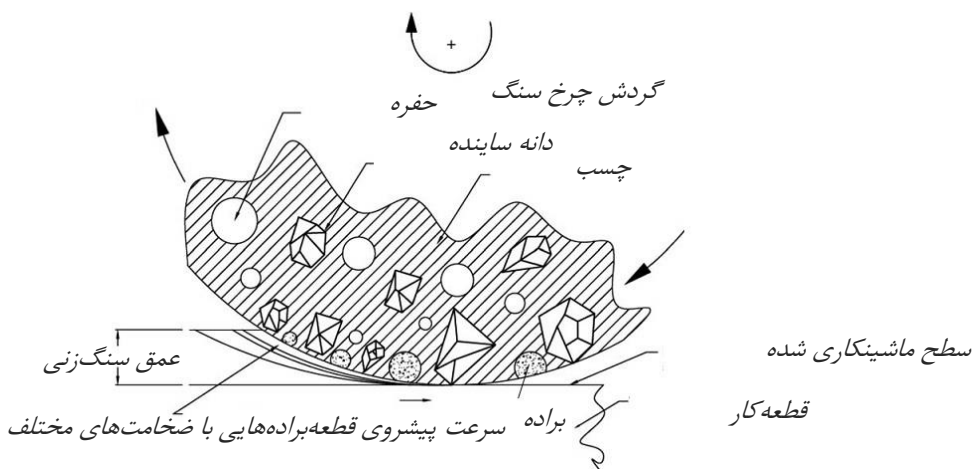 گردش چرخ سنگ
حفره
دانه ساینده
چسب
عمق سنگ‌زنی
سطح ماشینکاری شده
قطعه‌کار
براده
سرعت پیشروی قطعه‌براده‌هایی با ضخامت‌های مختلف